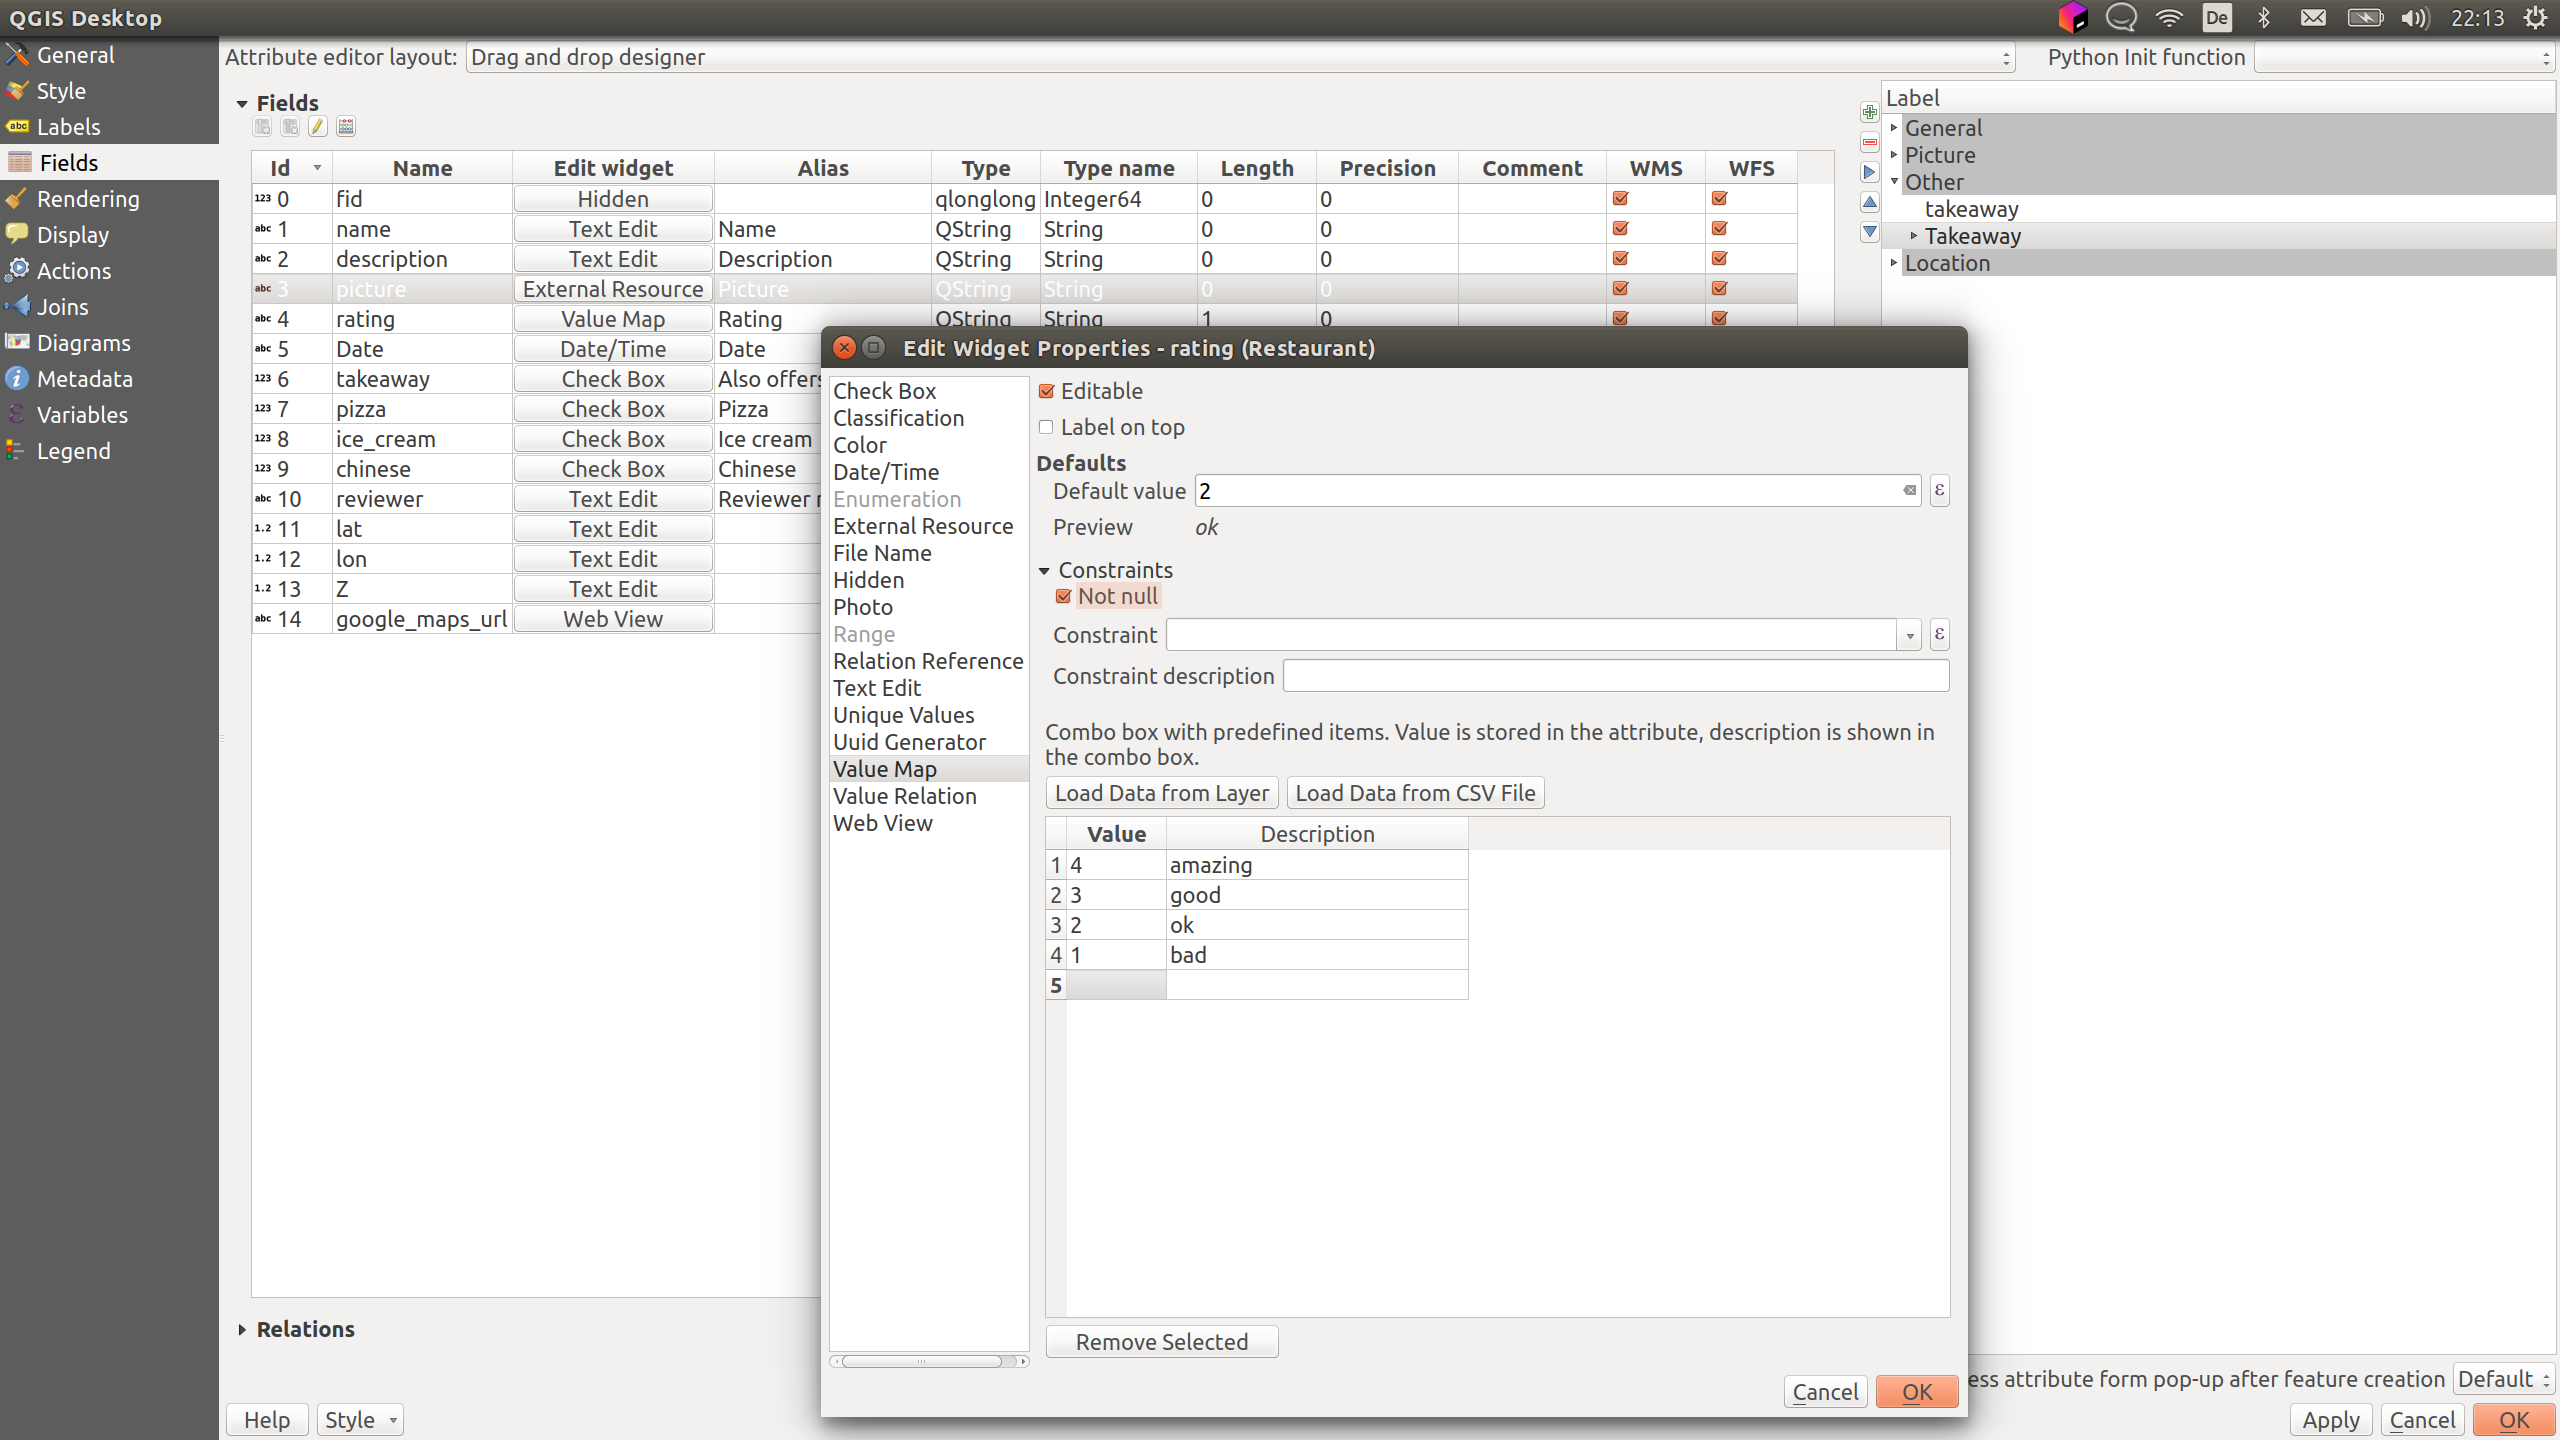 QGIS Desktop
De
22:13
General
Style
Labels
Fields
Rendering
Display
Actions
Joins
Diagrams
Metadata
Variables
Legend
Attribute editor layout: Drag and drop designer
Python Init function
Fields
Id Name Edit widget Alias Type Type name Length Precision Comment WMS WFS
123 0 fid Hidden qlonglong Integer64 0 0
abc 1 name Text Edit Name QString String 0 0
abc 2 description Text Edit Description QString String 0 0
abc 3 picture External Resource Picture QString String 0 0
abc 4 rating Value Map Rating QString String 1 0
abc 5 Date Date/Time Date
123 6 takeaway Check Box Also offers
123 7 pizza Check Box Pizza
123 8 ice_cream Check Box Ice cream
123 9 chinese Check Box Chinese
abc 10 reviewer Text Edit Reviewer
1.2 11 lat Text Edit
1.2 12 lon Text Edit
1.2 13 Z Text Edit
abc 14 google_maps_url Web View
Relations
Help
Style
Label
General
Picture
Other
takeaway
Takeaway
Location
Edit Widget Properties - rating (Restaurant)
Check Box
Classification
Color
Date/Time
Enumeration
External Resource
File Name
Hidden
Photo
Range
Relation Reference
Text Edit
Unique Values
Uuid Generator
Value Map
Value Relation
Web View
Editable
Label on top
Defaults
Default value 2 ε
Preview ok
Constraints
Not null
Constraint ε
Constraint description
Combo box with predefined items. Value is stored in the attribute, description is shown in
the combo box.
Load Data from Layer Load Data from CSV File
Value Description
1 4 amazing
2 3 good
3 2 ok
4 1 bad
5
Remove Selected
Cancel OK
ess attribute form pop-up after feature creation Default
Apply Cancel OK